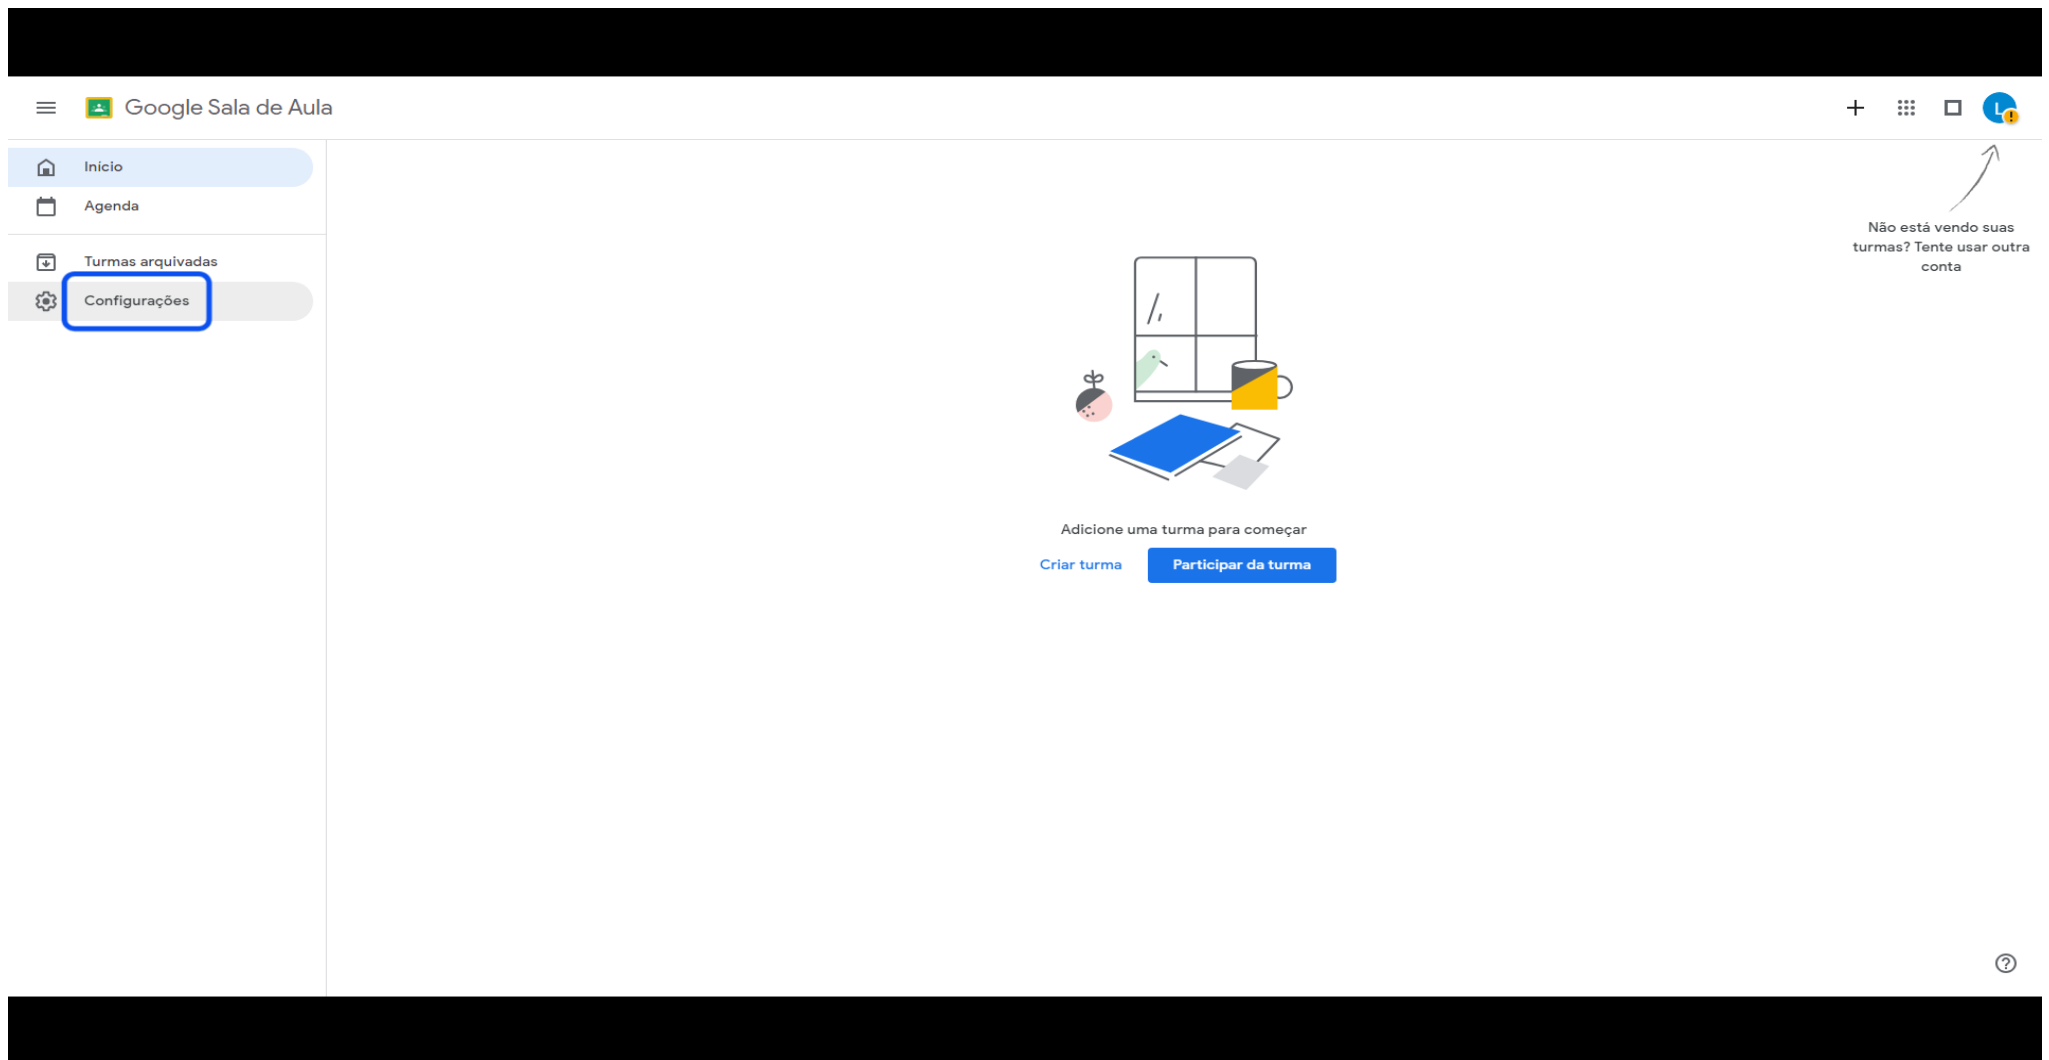 Google Sala de Aula
L
Início
Agenda
Turmas arquivadas
Configurações
Não está vendo suas
turmas? Tente usar outra
conta
Adicione uma turma para começar
Criar turma
Participar da turma